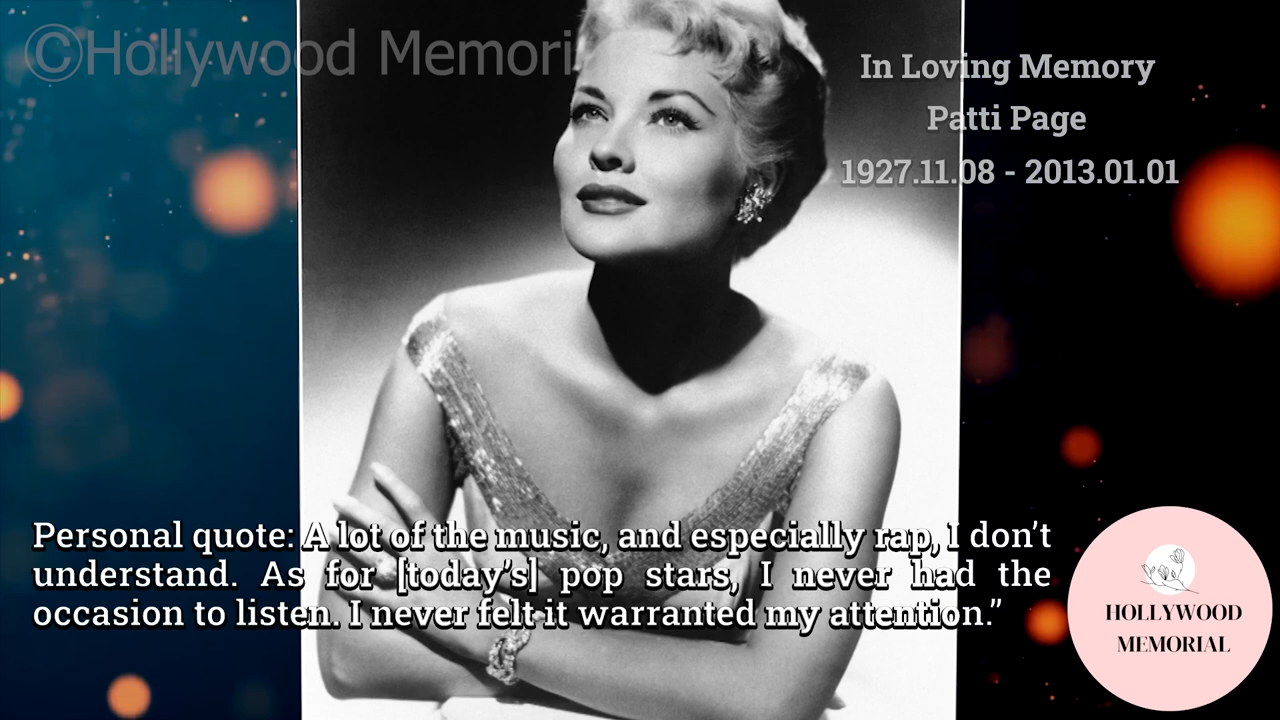 ©Hollywood Memori
In Loving Memory
Patti Page
1927.11.08 - 2013.01.01
Personal quote: A lot of the music, and especially rap, I don’t
understand. As for [today’s] pop stars, I never had the
occasion to listen. I never felt it warranted my attention.”
HOLLYWOOD
MEMORIAL